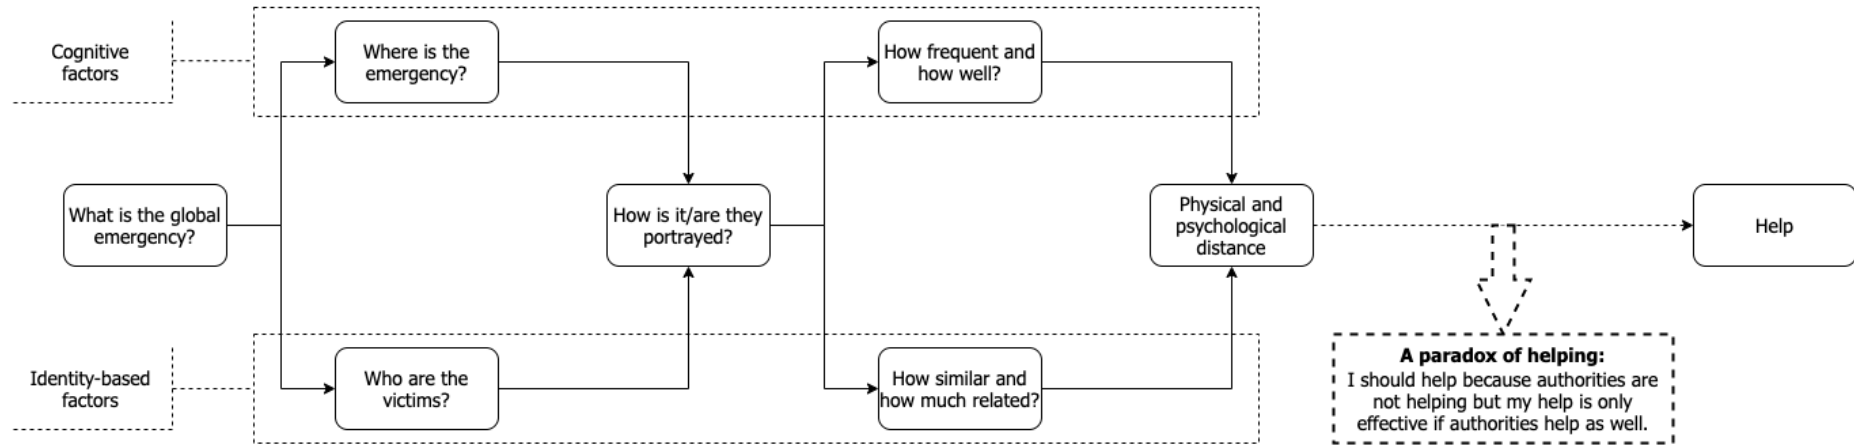 Cognitive
factors
Where is the
emergency?
How frequent and
how well?
What is the global
emergency?
How is it/are they
portrayed?
Physical and
psychological
distance
Help
Identity-based
factors
Who are the
victims?
How similar and
how much related?
A paradox of helping:
I should help because authorities are
not helping but my help is only
effective if authorities help as well.